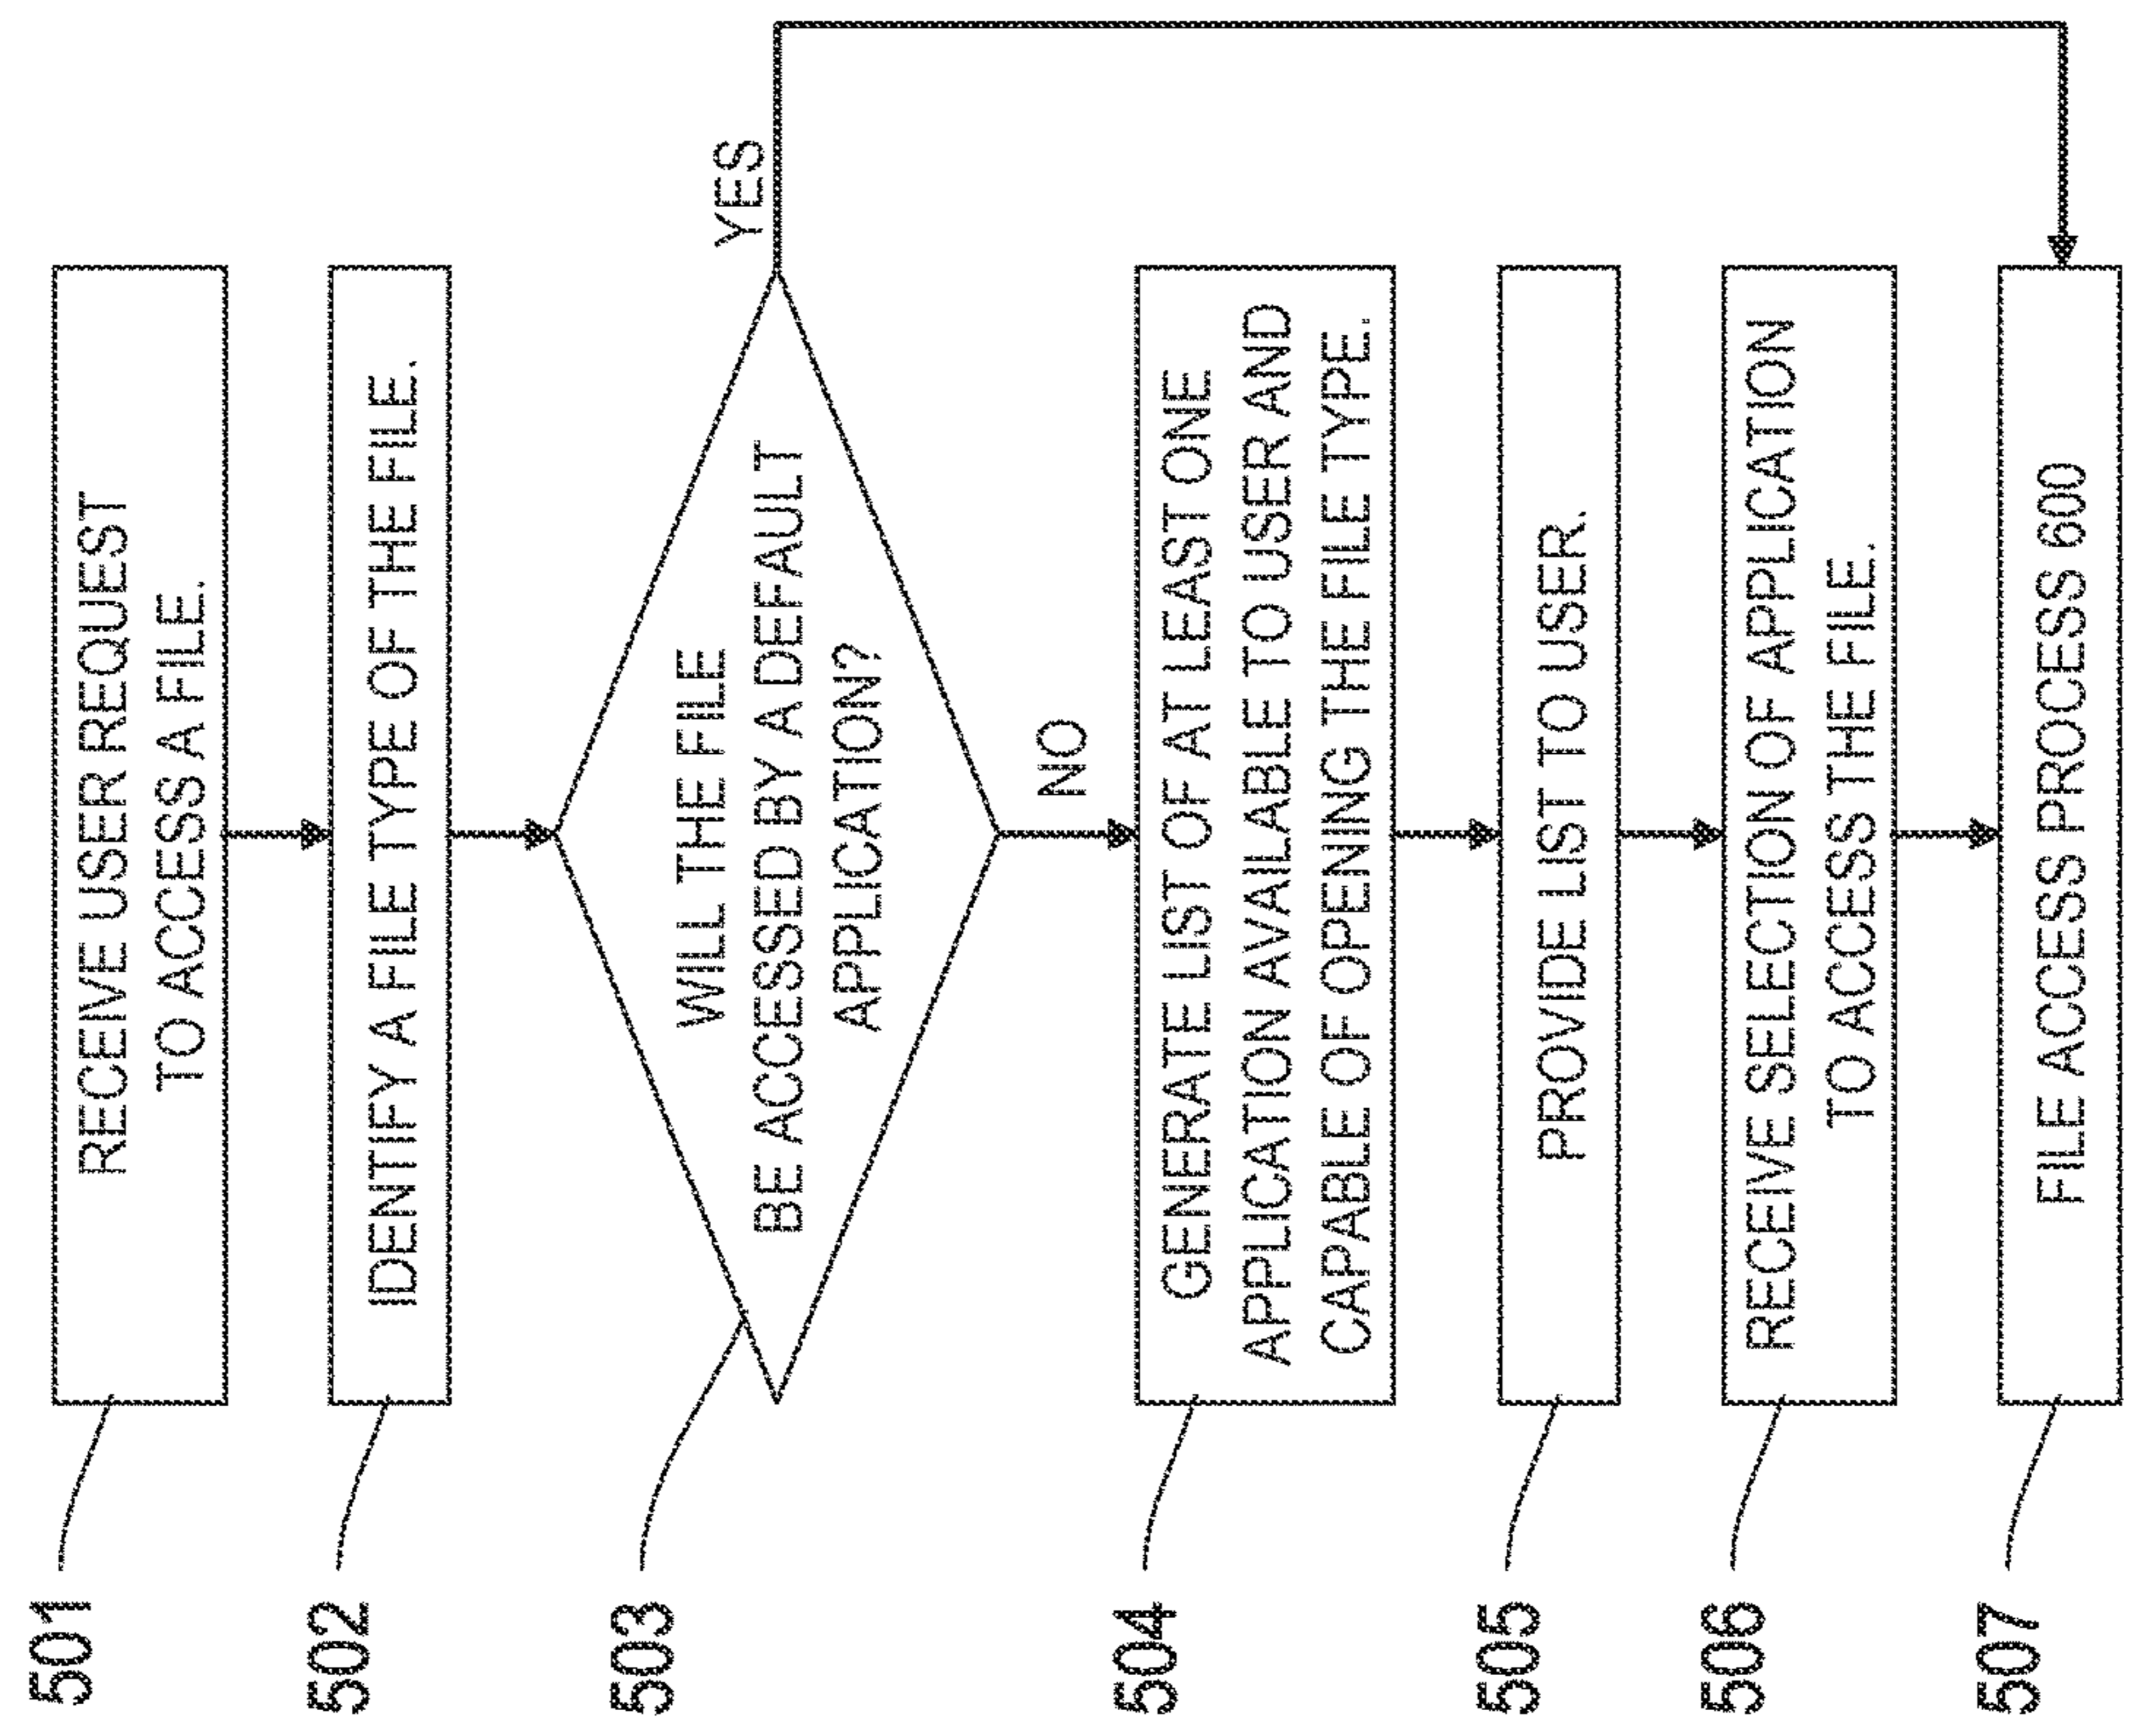 501
RECEIVE USER REQUEST
TO ACCESS A FILE.
502
IDENTIFY A FILE TYPE OF THE FILE.
503
WILL THE FILE
BE ACCESSED BY A DEFAULT
APPLICATION?
YES
NO
504
GENERATE LIST OF AT LEAST ONE
APPLICATION AVAILABLE TO USER AND
CAPABLE OF OPENING THE FILE TYPE.
505
PROVIDE LIST TO USER.
506
RECEIVE SELECTION OF APPLICATION
TO ACCESS THE FILE.
507
FILE ACCESS PROCESS 600